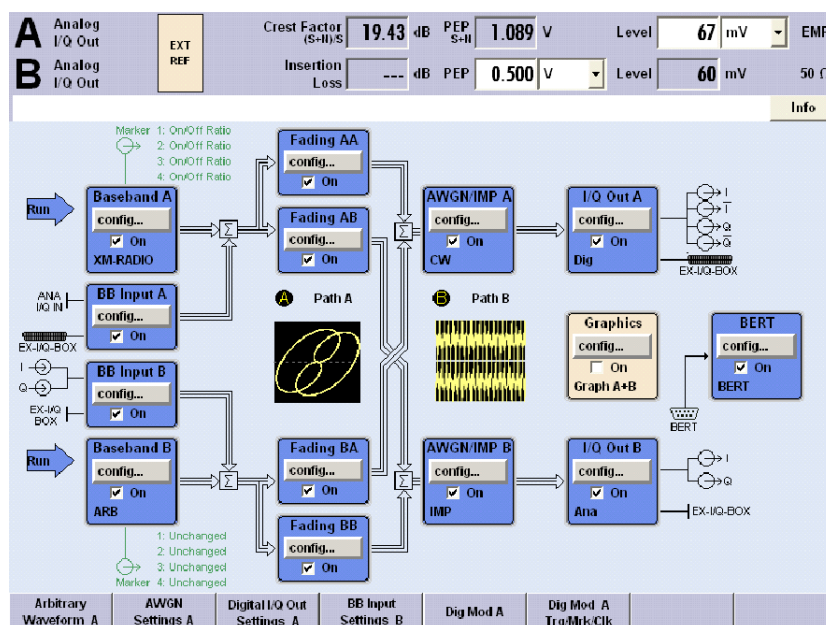 A Analog I/Q Out
EXT REF
Crest Factor (S+N)/S 19.43 dB PEP S+N 1.089 V Level 67 mV EMF
B Analog I/Q Out
Insertion Loss --- dB PEP 0.500 V Level 60 mV 50 Ω
Info
Marker 1: On/Off Ratio
2: On/Off Ratio
3: On/Off Ratio
4: On/Off Ratio
Fading AA
config...
On
Run
Baseband A
config...
On
XM-RADIO
Σ
Fading AB
config...
On
Σ
AWGN/IMP A
config...
On
CW
I/Q Out A
config...
On
Dig
I
I
Q
Q
EX-I/Q-BOX
ANA I/Q IN
EX-I/Q-BOX
BB Input A
config...
On
A Path A
B Path B
Graphics
config...
On
Graph A+B
BERT
config...
On
BERT
BERT
I
Q
EX-I/Q BOX
BB Input B
config...
On
Run
Baseband B
config...
On
ARB
Σ
Fading BA
config...
On
Σ
AWGN/IMP B
config...
On
IMP
I/Q Out B
config...
On
Ana
I
Q
EX-I/Q-BOX
Fading BB
config...
On
1: Unchanged
2: Unchanged
3: Unchanged
Marker 4: Unchanged
Arbitrary Waveform A
AWGN Settings A
Digital I/Q Out Settings A
BB Input Settings B
Dig Mod A
Dig Mod A Trg/Mrk/Clk